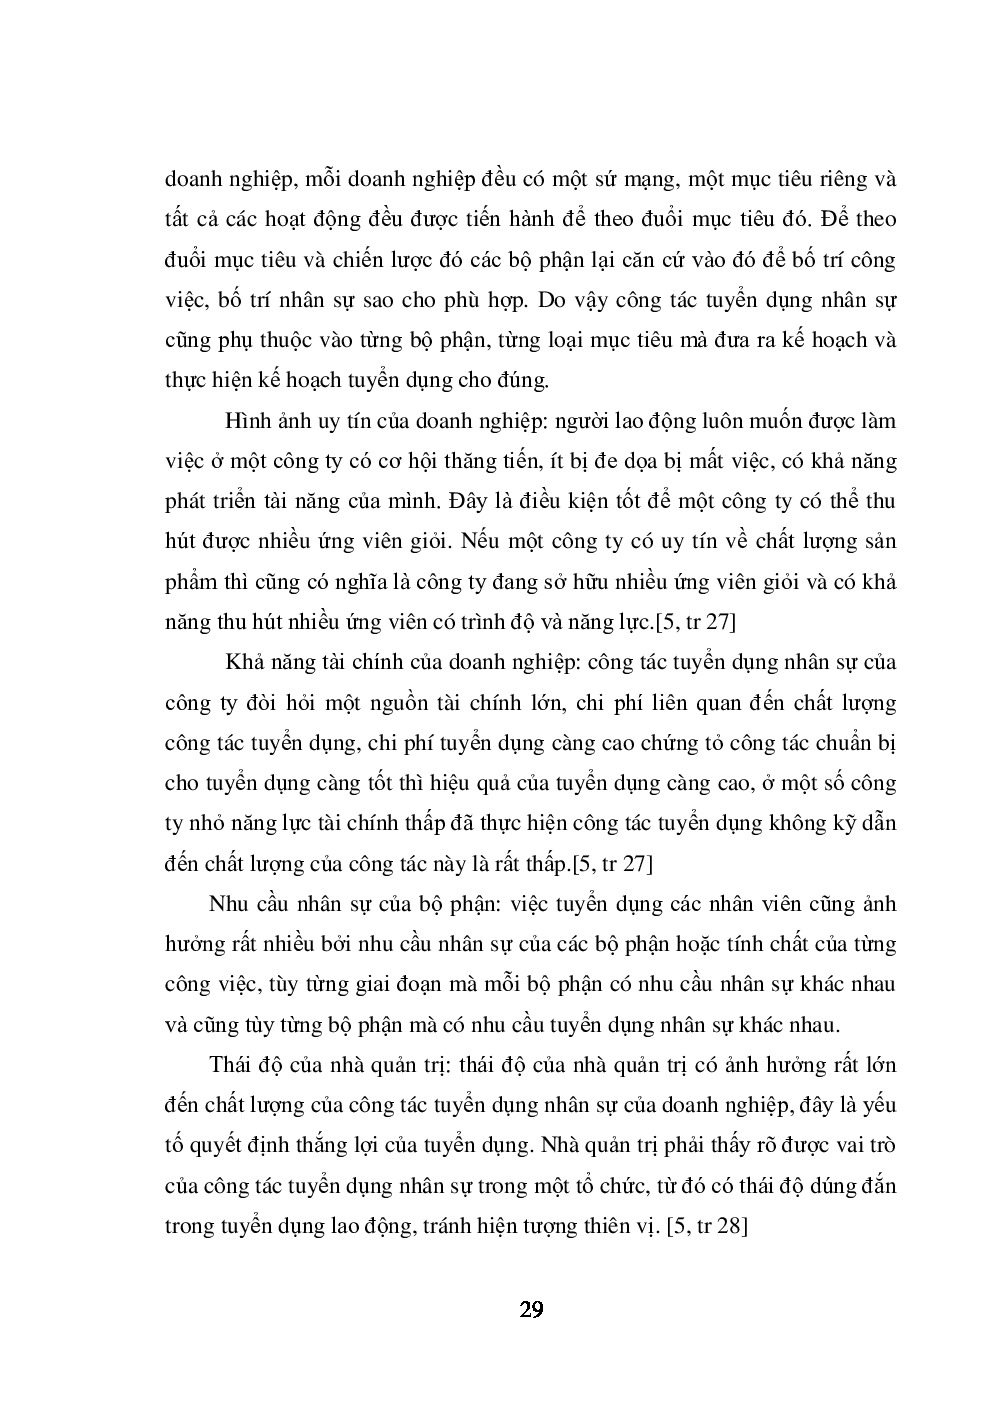 doanh nghiệp, mỗi doanh nghiệp đều có một sứ mạng, một mục tiêu riêng và
tất cả các hoạt động đều được tiến hành để theo đuổi mục tiêu đó. Để theo
đuổi mục tiêu và chiến lược đó các bộ phận lại căn cứ vào đó để bố trí công
việc, bố trí nhân sự sao cho phù hợp. Do vậy công tác tuyển dụng nhân sự
cũng phụ thuộc vào từng bộ phận, từng loại mục tiêu mà đưa ra kế hoạch và
thực hiện kế hoạch tuyển dụng cho đúng.
Hình ảnh uy tín của doanh nghiệp: người lao động luôn muốn được làm
việc ở một công ty có cơ hội thăng tiến, ít bị đe dọa bị mất việc, có khả năng
phát triển tài năng của mình. Đây là điều kiện tốt để một công ty có thể thu
hút được nhiều ứng viên giỏi. Nếu một công ty có uy tín về chất lượng sản
phẩm thì cũng có nghĩa là công ty đang sở hữu nhiều ứng viên giỏi và có khả
năng thu hút nhiều ứng viên có trình độ và năng lực.[5, tr 27]
Khả năng tài chính của doanh nghiệp: công tác tuyển dụng nhân sự của
công ty đòi hỏi một nguồn tài chính lớn, chi phí liên quan đến chất lượng
công tác tuyển dụng, chi phí tuyển dụng càng cao chứng tỏ công tác chuẩn bị
cho tuyển dụng càng tốt thì hiệu quả của tuyển dụng càng cao, ở một số công
ty nhỏ năng lực tài chính thấp đã thực hiện công tác tuyển dụng không kỹ dẫn
đến chất lượng của công tác này là rất thấp.[5, tr 27]
Nhu cầu nhân sự của bộ phận: việc tuyển dụng các nhân viên cũng ảnh
hưởng rất nhiều bởi nhu cầu nhân sự của các bộ phận hoặc tính chất của từng
công việc, tùy từng giai đoạn mà mỗi bộ phận có nhu cầu nhân sự khác nhau
và cũng tùy từng bộ phận mà có nhu cầu tuyển dụng nhân sự khác nhau.
Thái độ của nhà quản trị: thái độ của nhà quản trị có ảnh hưởng rất lớn
đến chất lượng của công tác tuyển dụng nhân sự của doanh nghiệp, đây là yếu
tố quyết định thắng lợi của tuyển dụng. Nhà quản trị phải thấy rõ được vai trò
của công tác tuyển dụng nhân sự trong một tổ chức, từ đó có thái độ dúng đắn
trong tuyển dụng lao động, tránh hiện tượng thiên vị. [5, tr 28]
29